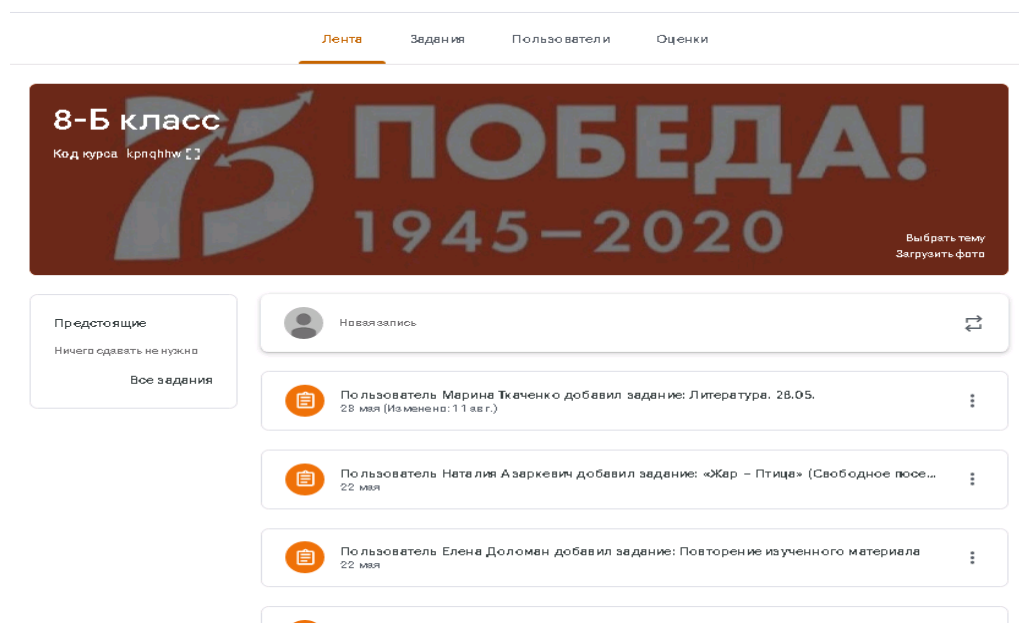 Лента Задания Пользователи Оценки
75 ПОБЕДА!
1945–2020
8-Б класс
Код курса kpnqhhw
Выбрать тему
Загрузить фото
Предстоящие
Ничего сдавать не нужно
Все задания
Новая запись
Пользователь Марина Ткаченко добавил задание: Литература. 28.05.
28 мая (Изменено: 11 авг.)
Пользователь Наталия Азаркевич добавил задание: «Жар – Птица» (Свободное посе...
22 мая
Пользователь Елена Доломан добавил задание: Повторение изученного материала
22 мая